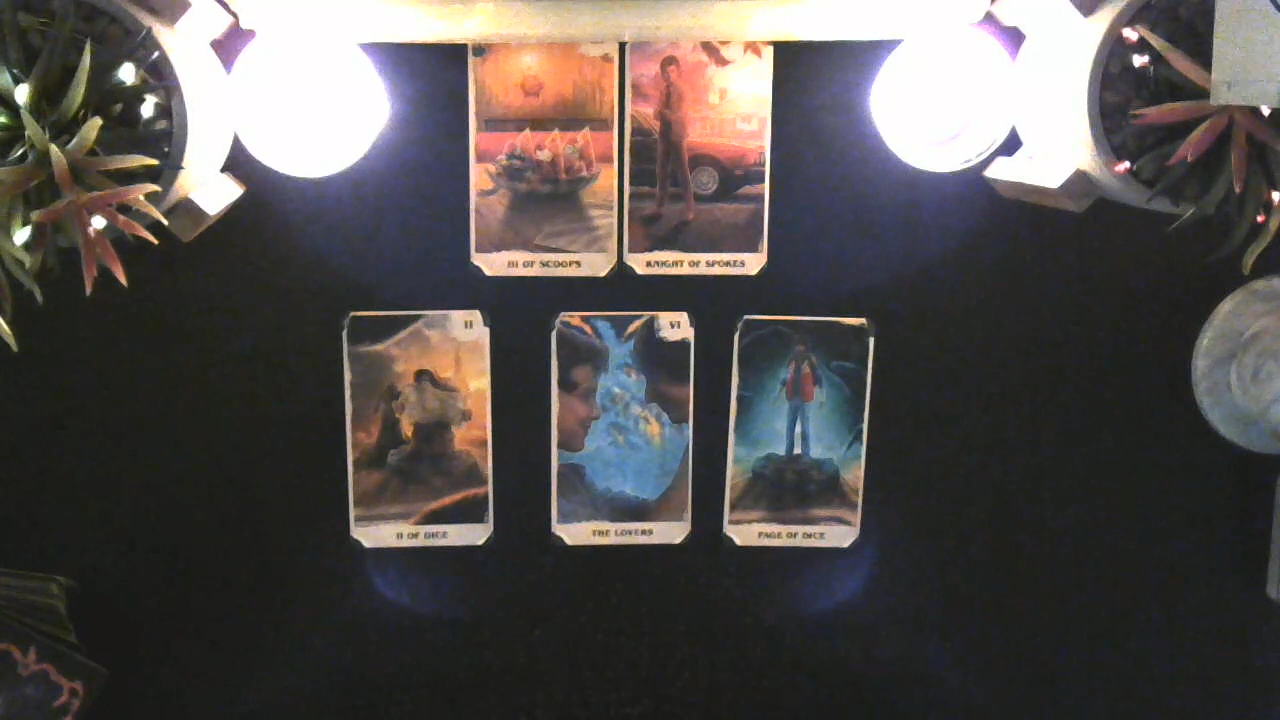 III OF SCOOPS
KNIGHT OF SPOKES
II
VI
II OF DICE
THE LOVERS
PAGE OF DICE